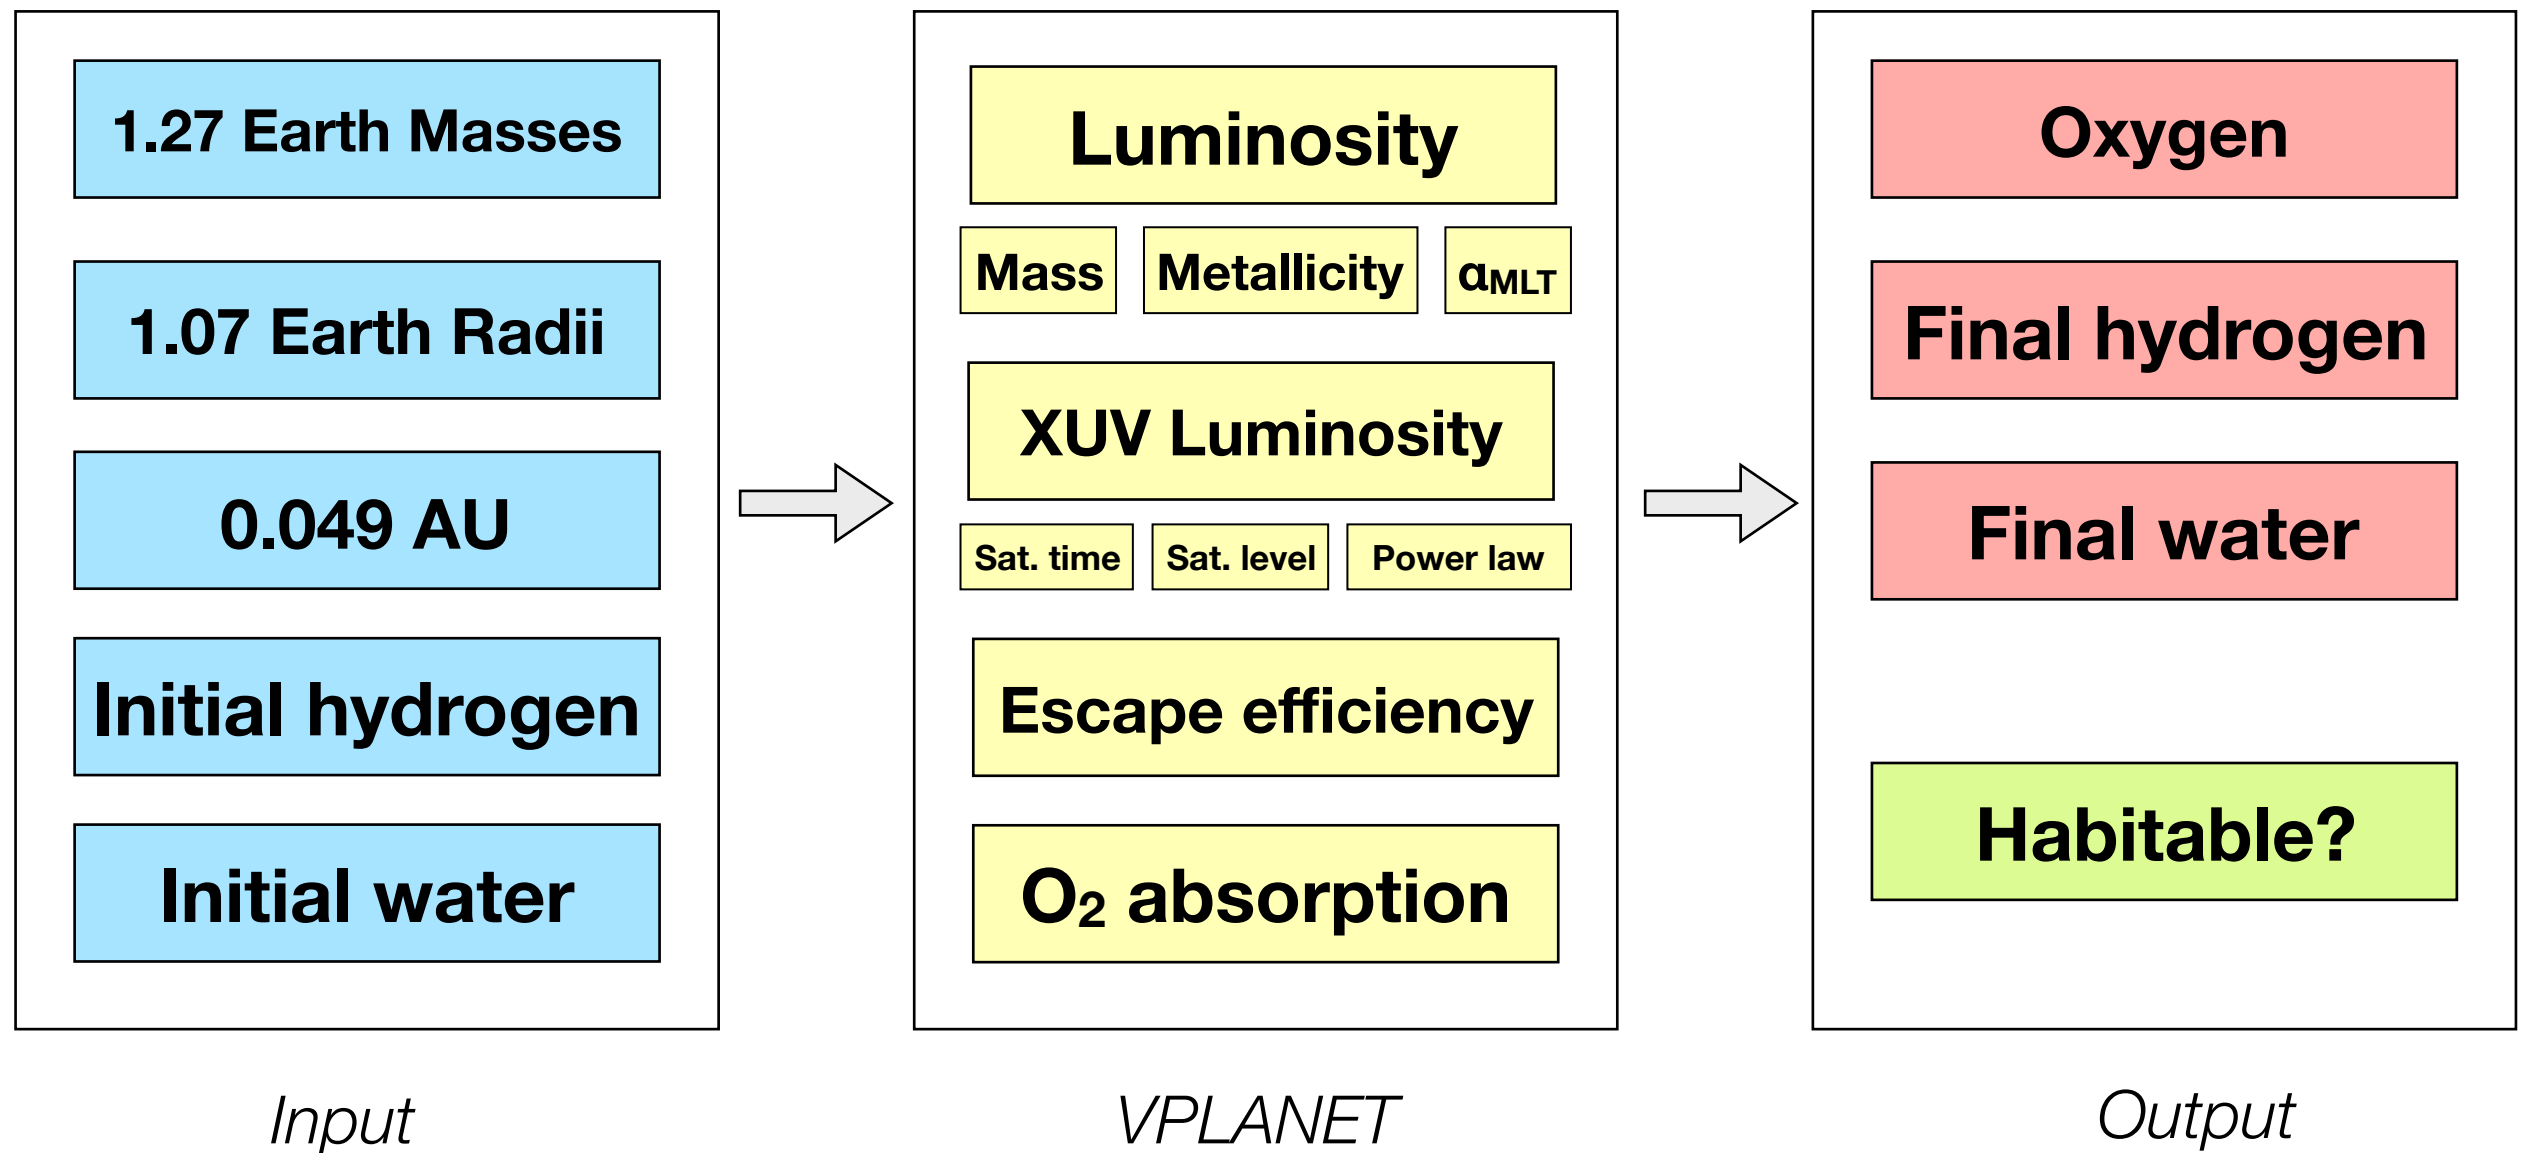 1.27 Earth Masses
1.07 Earth Radii
0.049 AU
Initial hydrogen
Initial water
Input
Luminosity
Mass Metallicity αMLT
XUV Luminosity
Sat. time Sat. level Power law
Escape efficiency
O₂ absorption
VPLANET
Oxygen
Final hydrogen
Final water
Habitable?
Output